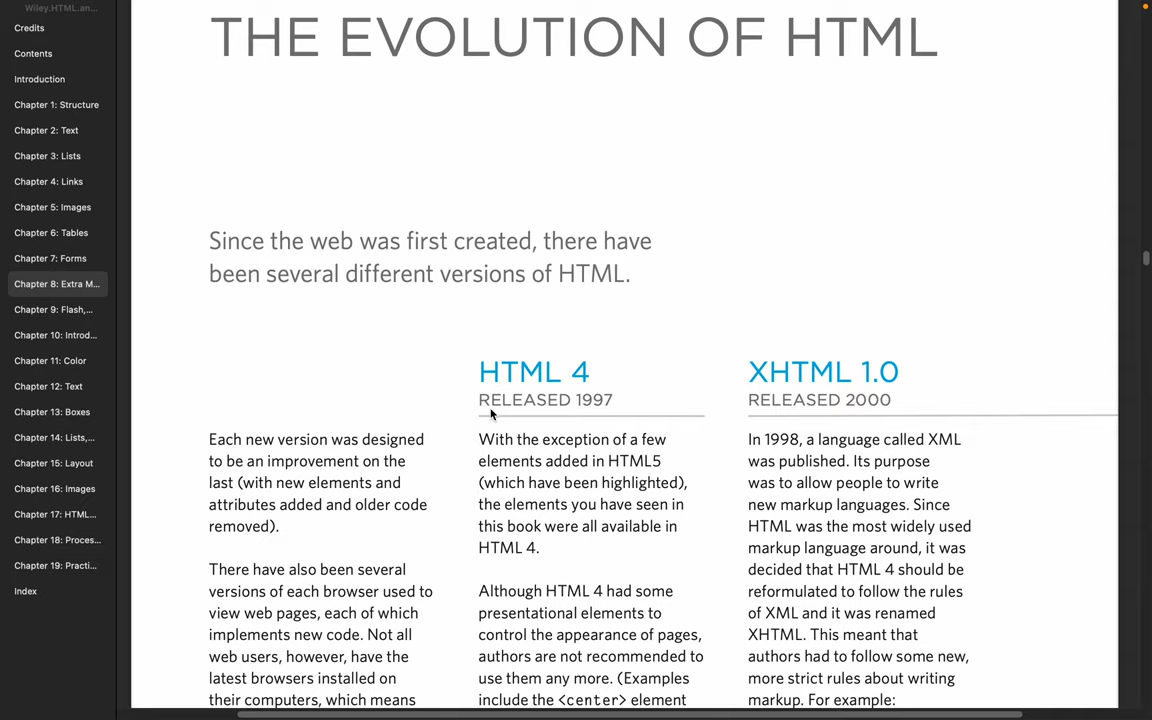 Wiley.HTML.an...
Credits
Contents
Introduction
Chapter 1: Structure
Chapter 2: Text
Chapter 3: Lists
Chapter 4: Links
Chapter 5: Images
Chapter 6: Tables
Chapter 7: Forms
Chapter 8: Extra M...
Chapter 9: Flash,...
Chapter 10: Introd...
Chapter 11: Color
Chapter 12: Text
Chapter 13: Boxes
Chapter 14: Lists,...
Chapter 15: Layout
Chapter 16: Images
Chapter 17: HTML...
Chapter 18: Proces...
Chapter 19: Practi...
Index
THE EVOLUTION OF HTML
Since the web was first created, there have
been several different versions of HTML.
Each new version was designed
to be an improvement on the
last (with new elements and
attributes added and older code
removed).
There have also been several
versions of each browser used to
view web pages, each of which
implements new code. Not all
web users, however, have the
latest browsers installed on
their computers, which means
HTML 4
RELEASED 1997
With the exception of a few
elements added in HTML5
(which have been highlighted),
the elements you have seen in
this book were all available in
HTML 4.
Although HTML 4 had some
presentational elements to
control the appearance of pages,
authors are not recommended to
use them any more. (Examples
include the <center> element
XHTML 1.0
RELEASED 2000
In 1998, a language called XML
was published. Its purpose
was to allow people to write
new markup languages. Since
HTML was the most widely used
markup language around, it was
decided that HTML 4 should be
reformulated to follow the rules
of XML and it was renamed
XHTML. This meant that
authors had to follow some new,
more strict rules about writing
markup. For example: